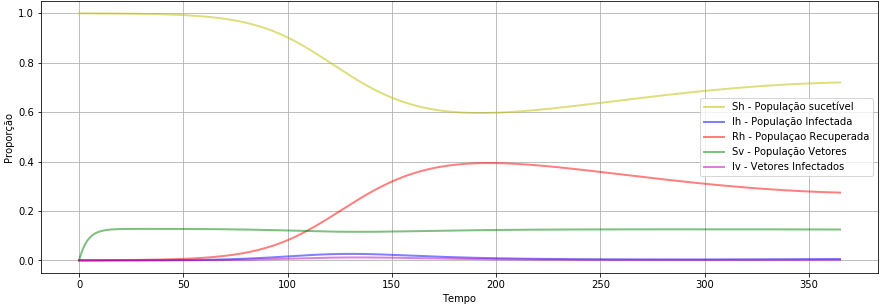 1.0
0.8
0.6
0.4
0.2
0.0
Proporção
0
50
100
150
200
250
300
350
Tempo
Sh - População sucetível
Ih - População Infectada
Rh - Populaçao Recuperada
Sv - População Vetores
Iv - Vetores Infectados